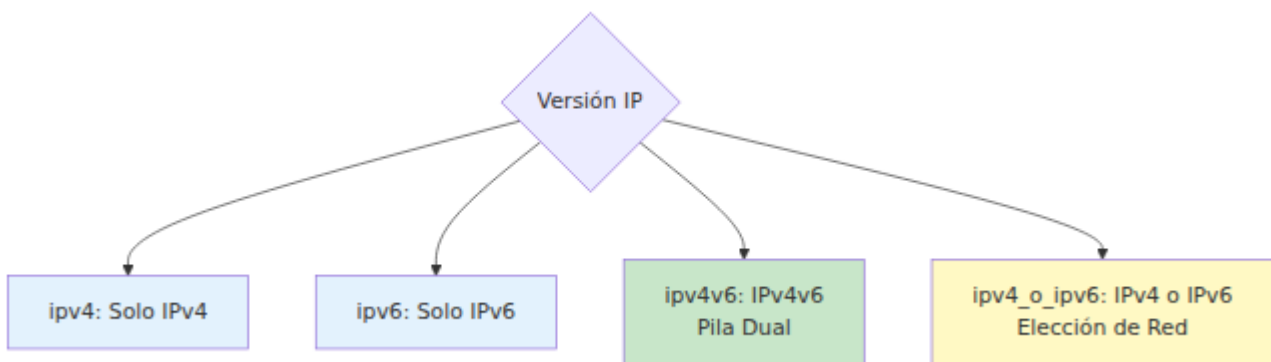 Versión IP
ipv4: Solo IPv4
ipv6: Solo IPv6
ipv4v6: IPv4v6
Pila Dual
ipv4_o_ipv6: IPv4 o IPv6
Elección de Red